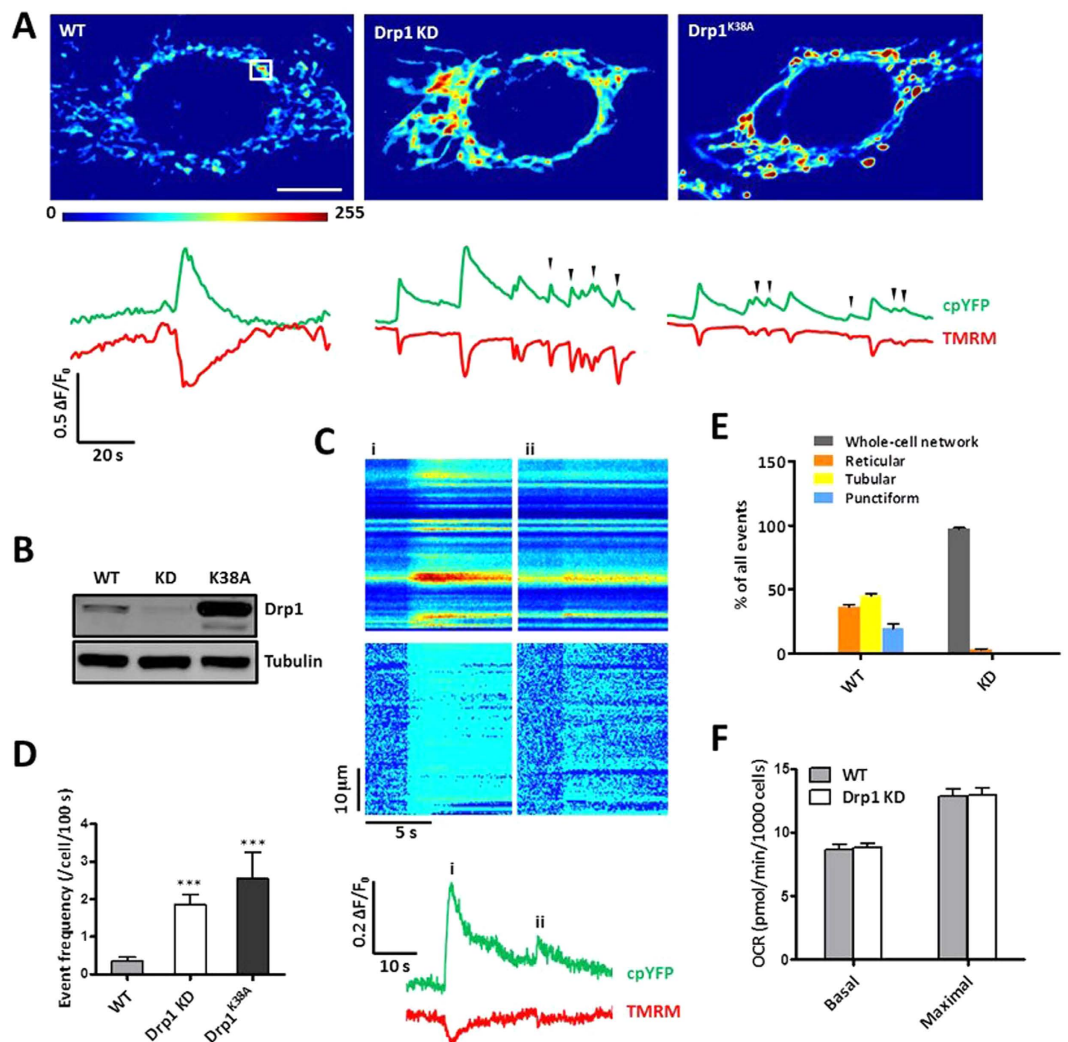 A
WT
Drp1 KD
Drp1K38A
0
255
cpYFP
TMRM
0.5 ΔF/F0
20 s
B
WT KD K38A
Drp1
Tubulin
C
i
ii
10 μm
5 s
i
ii
0.2 ΔF/F0
10 s
cpYFP
TMRM
D
Event frequency (/cell/100 s)
4
3
2
1
0
***
***
WT
Drp1 KD
Drp1K38A
E
Whole-cell network
Reticular
Tubular
Punctiform
% of all events
150
100
50
0
WT
KD
F
WT
Drp1 KD
OCR (pmol/min/1000 cells)
15
10
5
0
Basal
Maximal